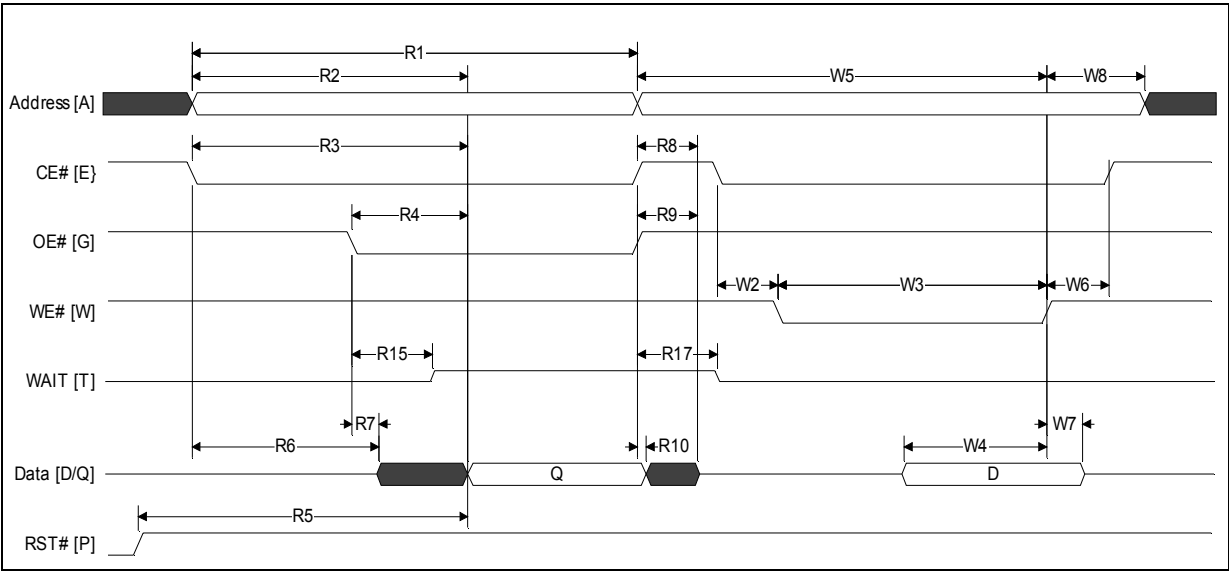 R1
R2
W5
W8
Address [A]
R3
R8
CE# [E}
R4
R9
OE# [G]
W2
W3
W6
WE# [W]
R15
R17
WAIT [T]
R7
W7
R6
R10
W4
Data [D/Q]
Q
D
R5
RST# [P]